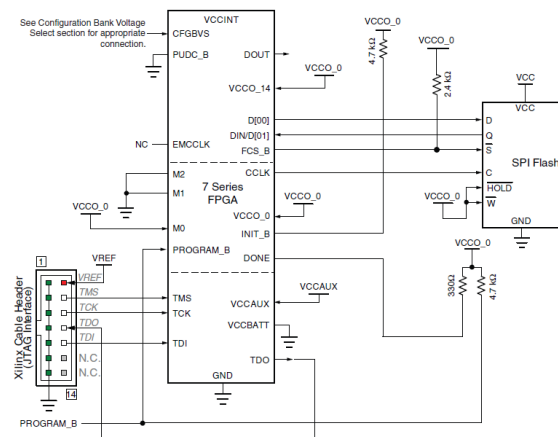 See Configuration Bank Voltage
Select section for appropriate
connection.
VCCINT
CFGBVS
PUDC_B
DOUT
VCCO_0
VCCO_14
D[00]
DIN/D[01]
FCS_B
NC
EMCCLK
CCLK
M2
M1
M0
7 Series
FPGA
VCCO_0
VCCO_0
VCCO_0
INIT_B
PROGRAM_B
DONE
VCCO_0
4.7 kΩ
VCCO_0
2.4 kΩ
VCC
VCC
D
Q
S
C
HOLD
W
GND
SPI Flash
VCCO_0
VCCO_0
330Ω
4.7 kΩ
1
VREF
VREF
TMS
TCK
TDO
TDI
N.C.
N.C.
14
Xilinx Cable Header
(JTAG Interface)
TMS
TCK
TDI
VCCAUX
VCCAUX
VCCBATT
TDO
GND
PROGRAM_B